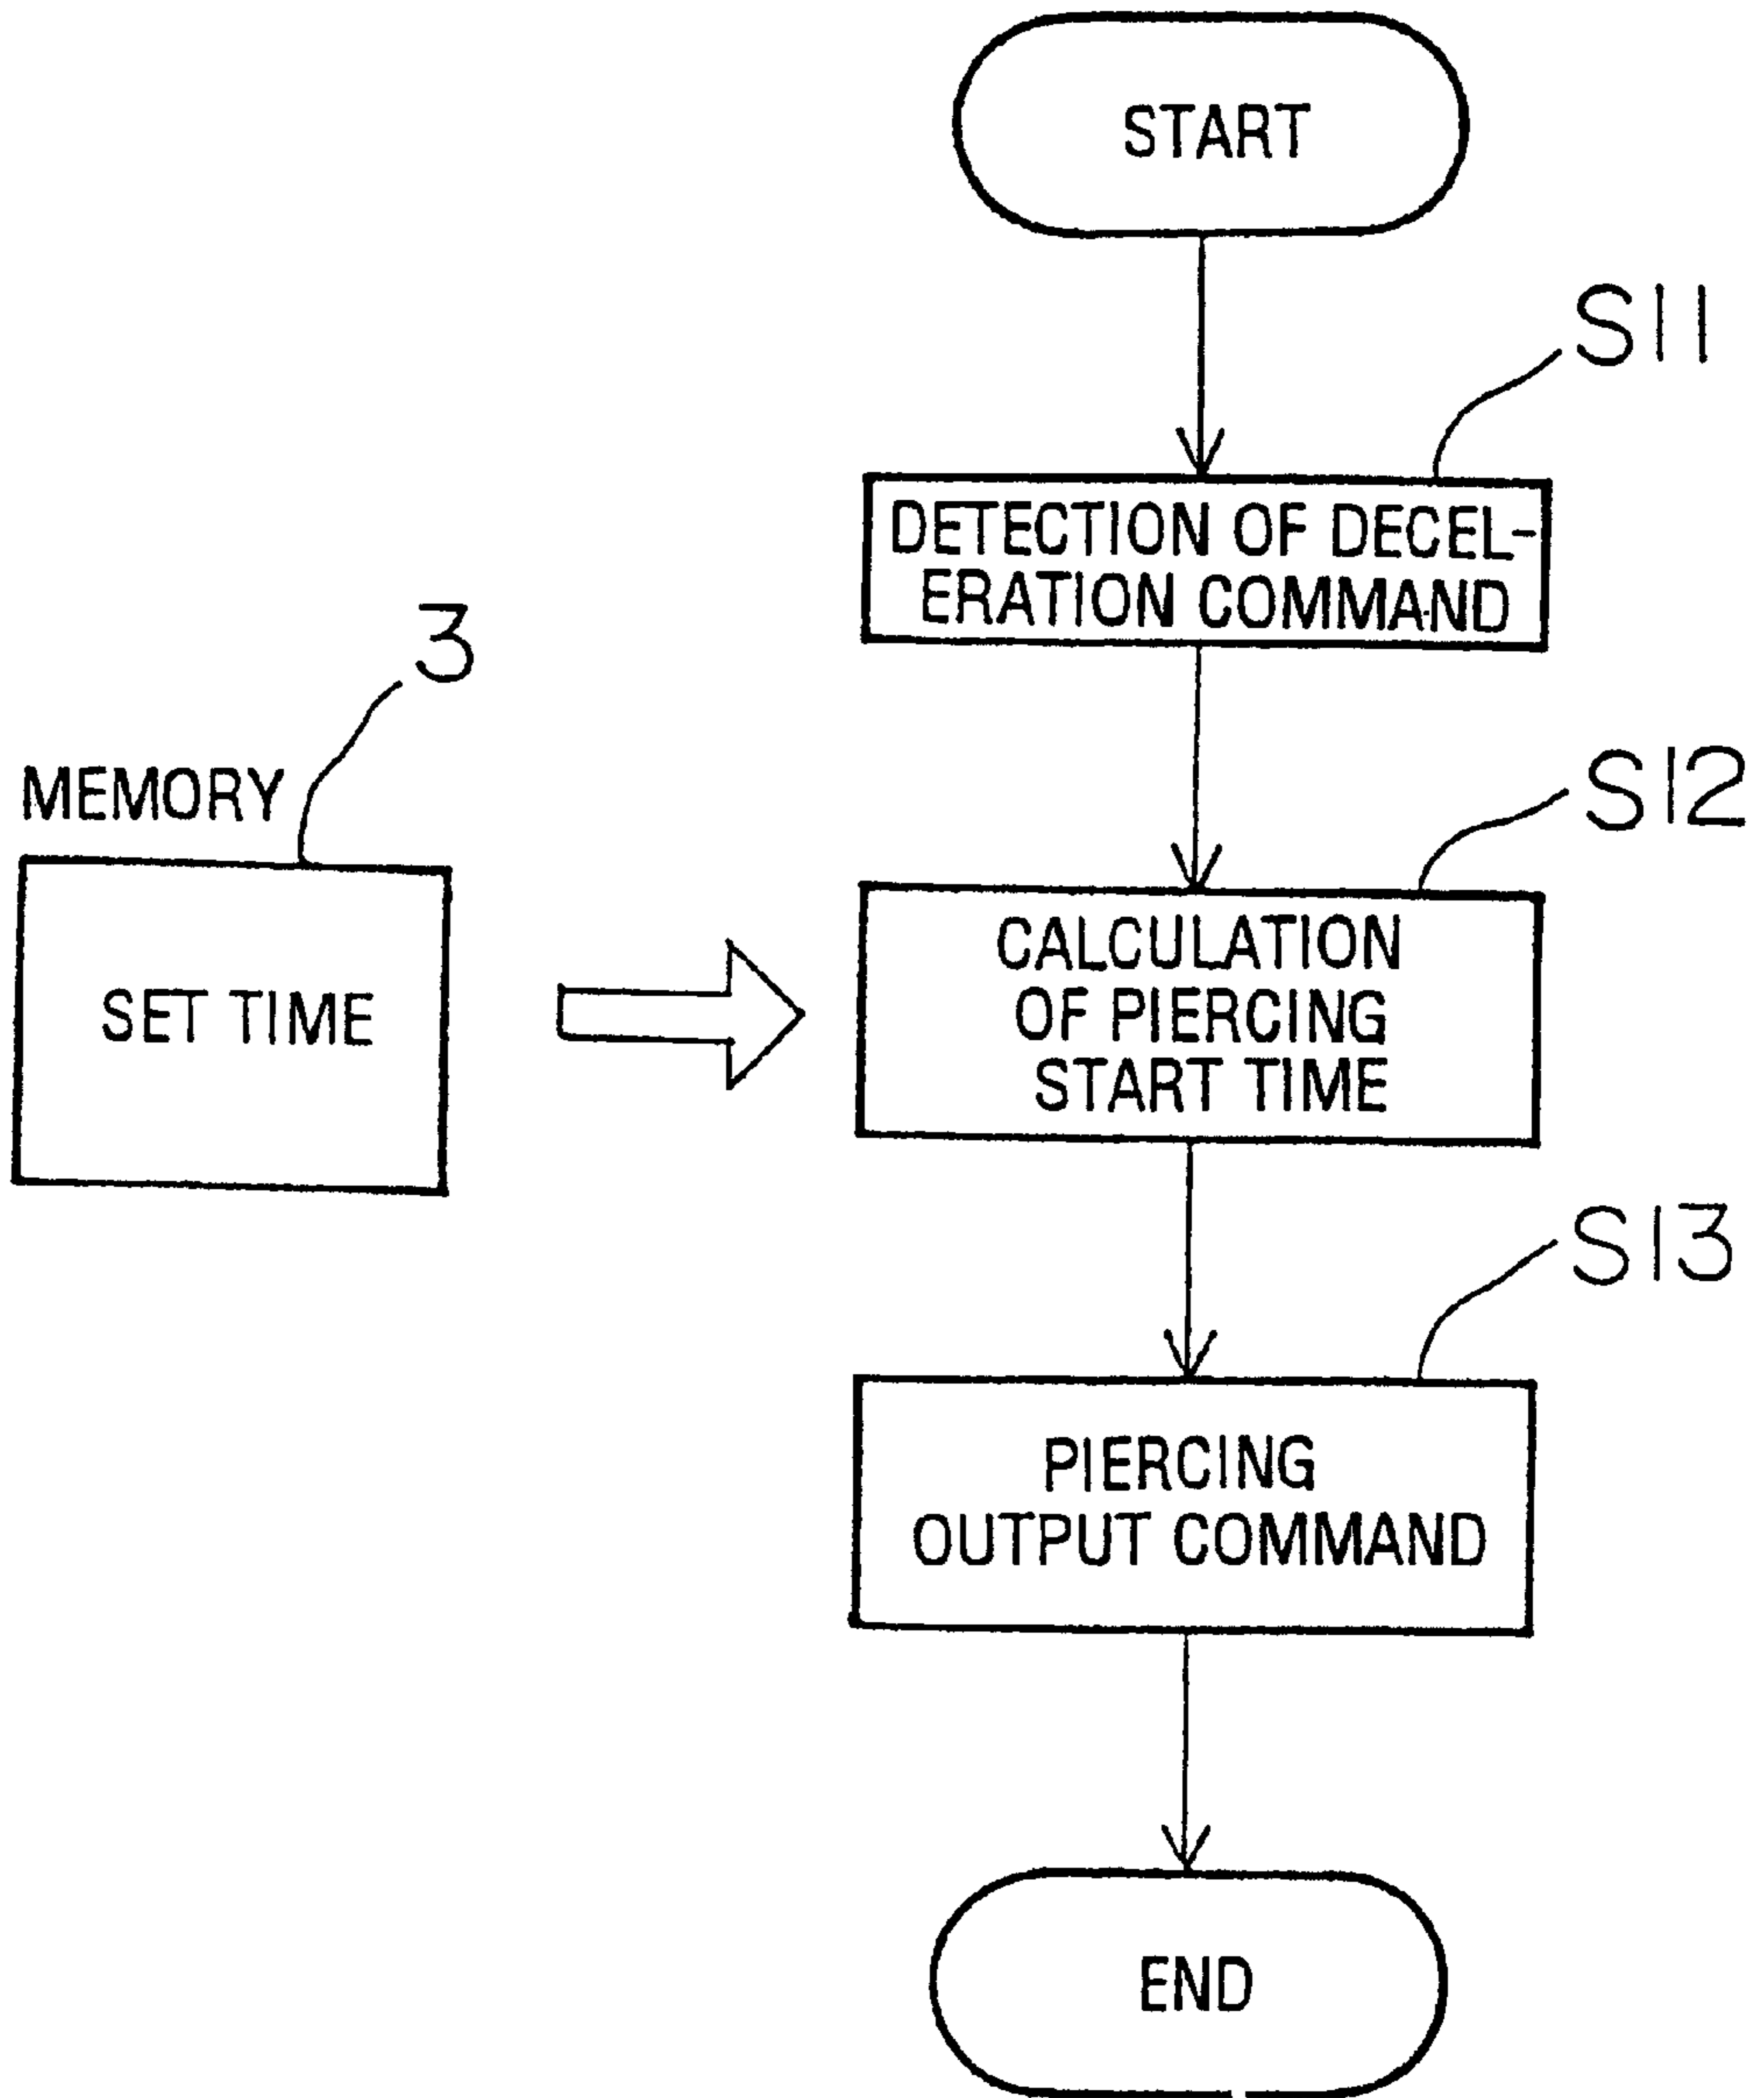 START
S11
DETECTION OF DECEL-
ERATION COMMAND
3
MEMORY
SET TIME
S12
CALCULATION
OF PIERCING
START TIME
S13
PIERCING
OUTPUT COMMAND
END